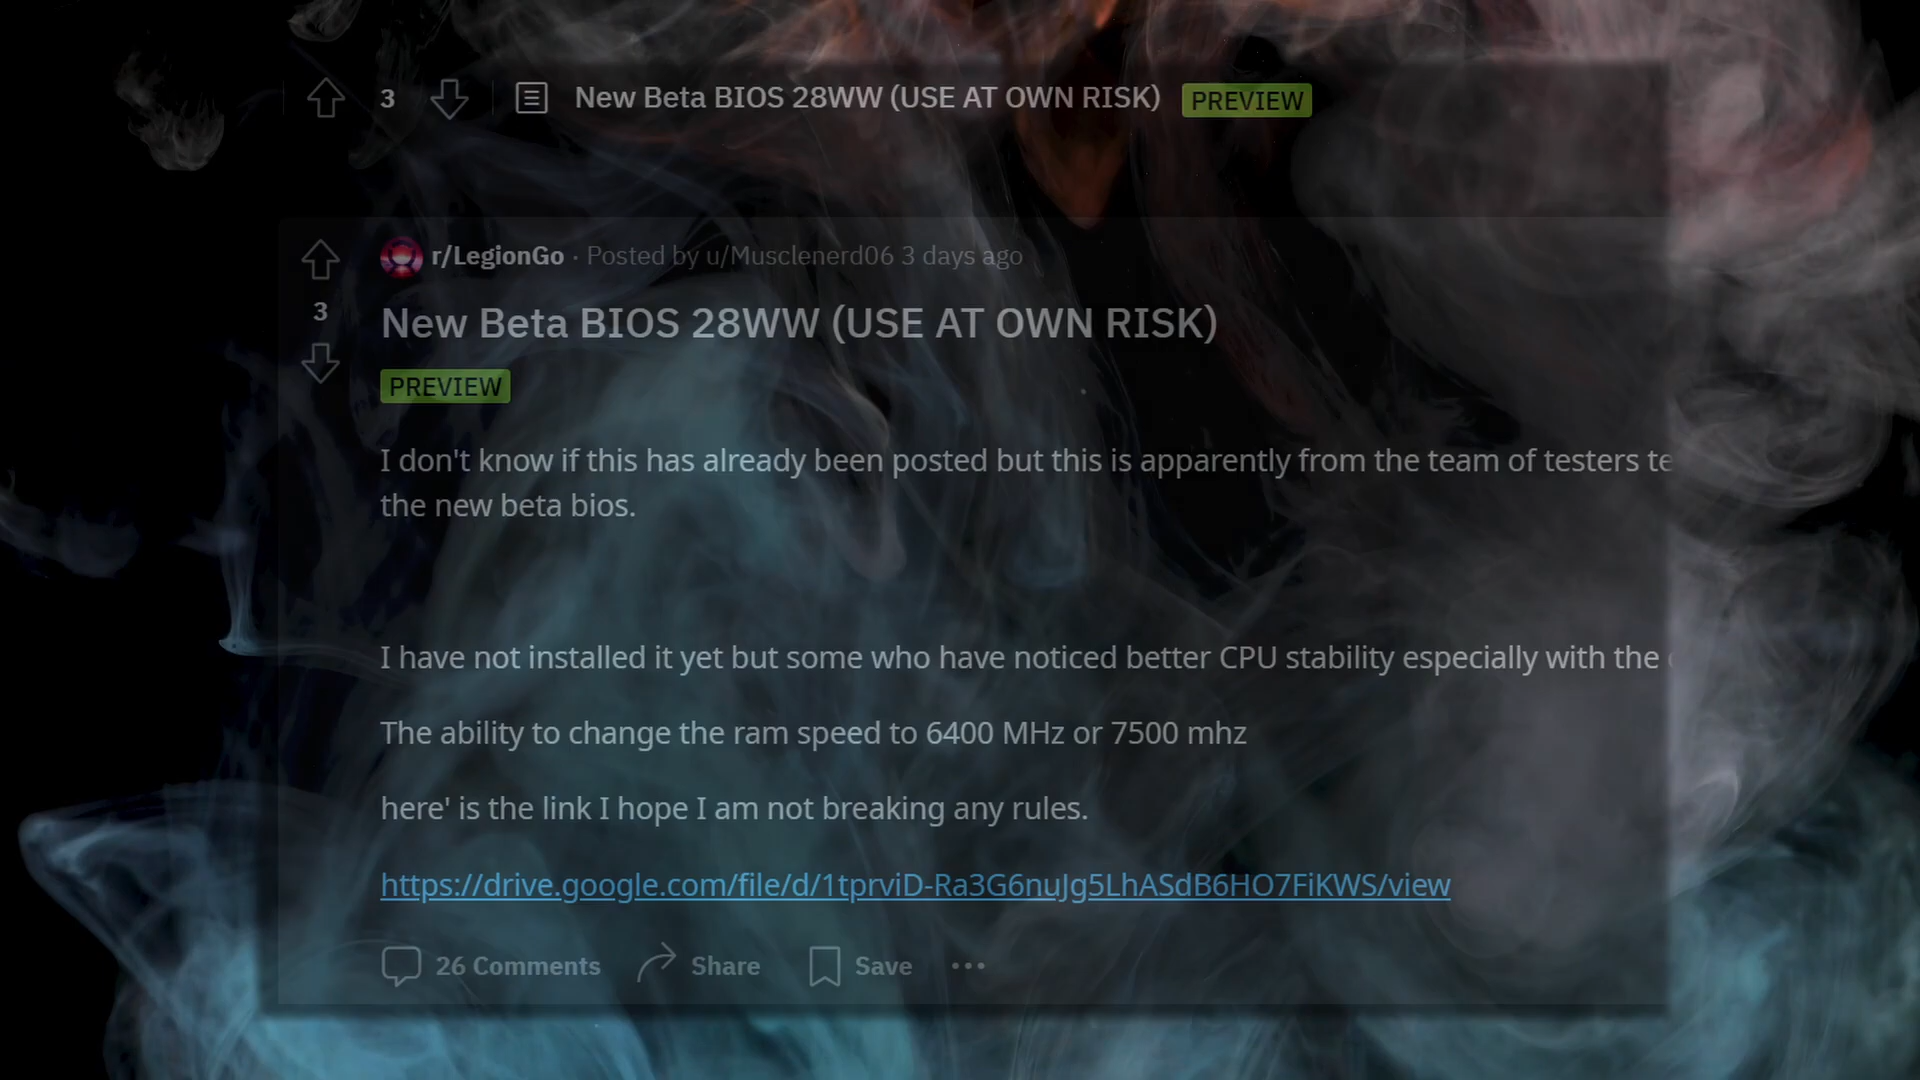 3
New Beta BIOS 28WW (USE AT OWN RISK) PREVIEW
r/LegionGo · Posted by u/Musclenerd06 3 days ago
3
New Beta BIOS 28WW (USE AT OWN RISK)
PREVIEW
I don't know if this has already been posted but this is apparently from the team of testers te
the new beta bios.
I have not installed it yet but some who have noticed better CPU stability especially with the
The ability to change the ram speed to 6400 MHz or 7500 mhz
here' is the link I hope I am not breaking any rules.
https://drive.google.com/file/d/1tprviD-Ra3G6nuJg5LhASdB6HO7FiKWS/view
26 Comments Share Save ...